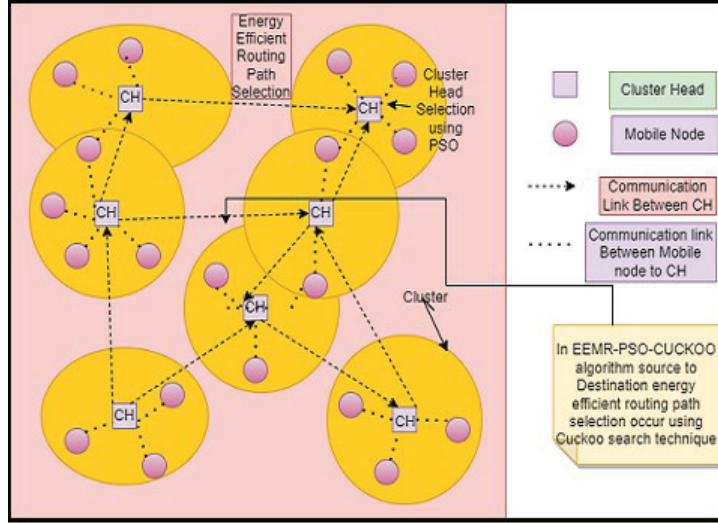 Energy
Efficient
Routing
Path
Selection
Cluster
Head
Selection
using
PSO
CH
CH
CH
CH
CH
CH
CH
Cluster
Cluster Head
Mobile Node
Communication
Link Between CH
Communication link
Between Mobile
node to CH
In EEMR-PSO-CUCKOO
algorithm source to
Destination energy
efficient routing path
selection occur using
Cuckoo search technique